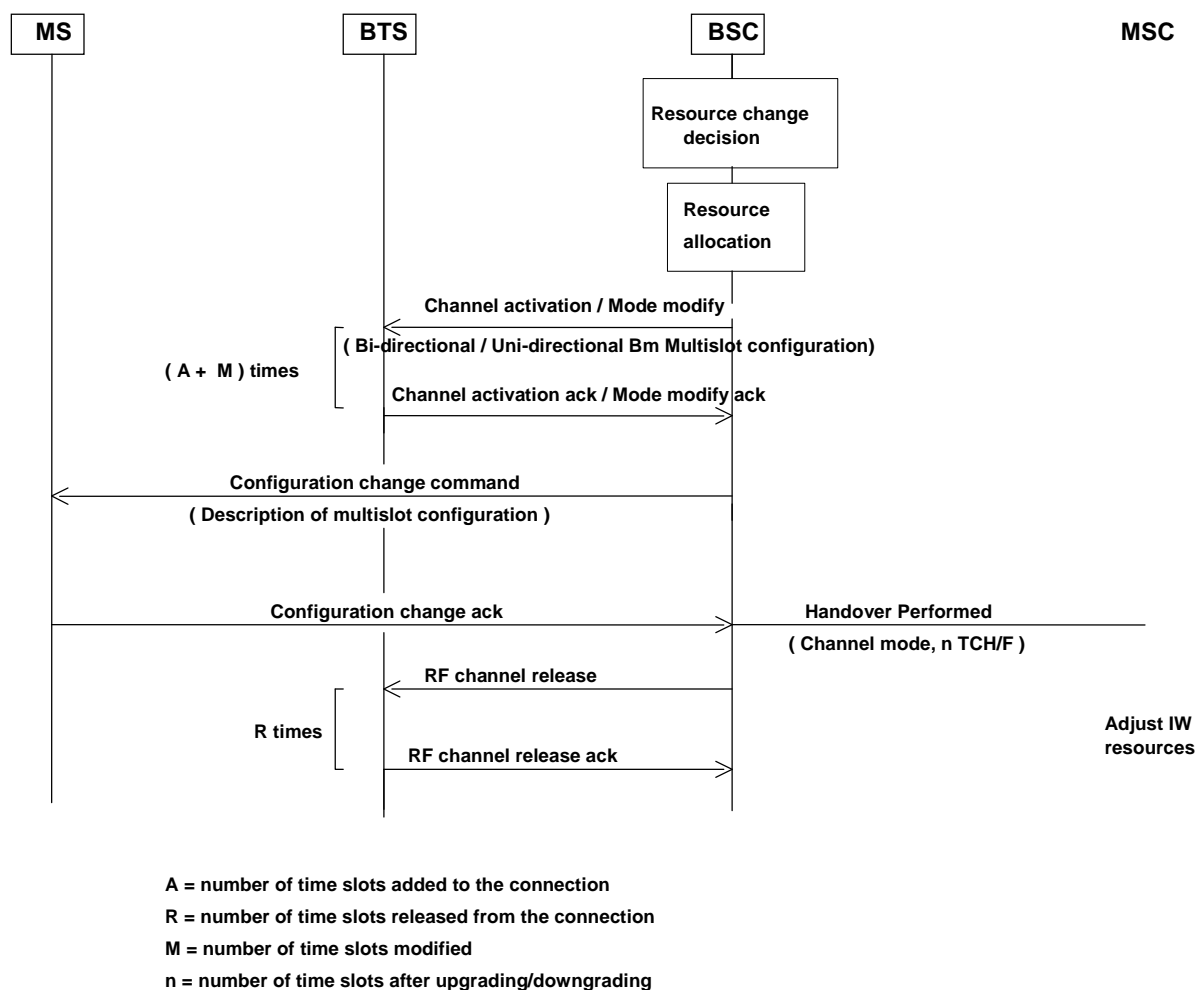 MS
BTS
BSC
MSC
Resource change
decision
Resource
allocation
Channel activation / Mode modify
( Bi-directional / Uni-directional Bm Multislot configuration)
( A + M ) times
Channel activation ack / Mode modify ack
Configuration change command
( Description of multislot configuration )
Configuration change ack
Handover Performed
( Channel mode, n TCH/F )
RF channel release
R times
Adjust IW
resources
RF channel release ack
A = number of time slots added to the connection
R = number of time slots released from the connection
M = number of time slots modified
n = number of time slots after upgrading/downgrading